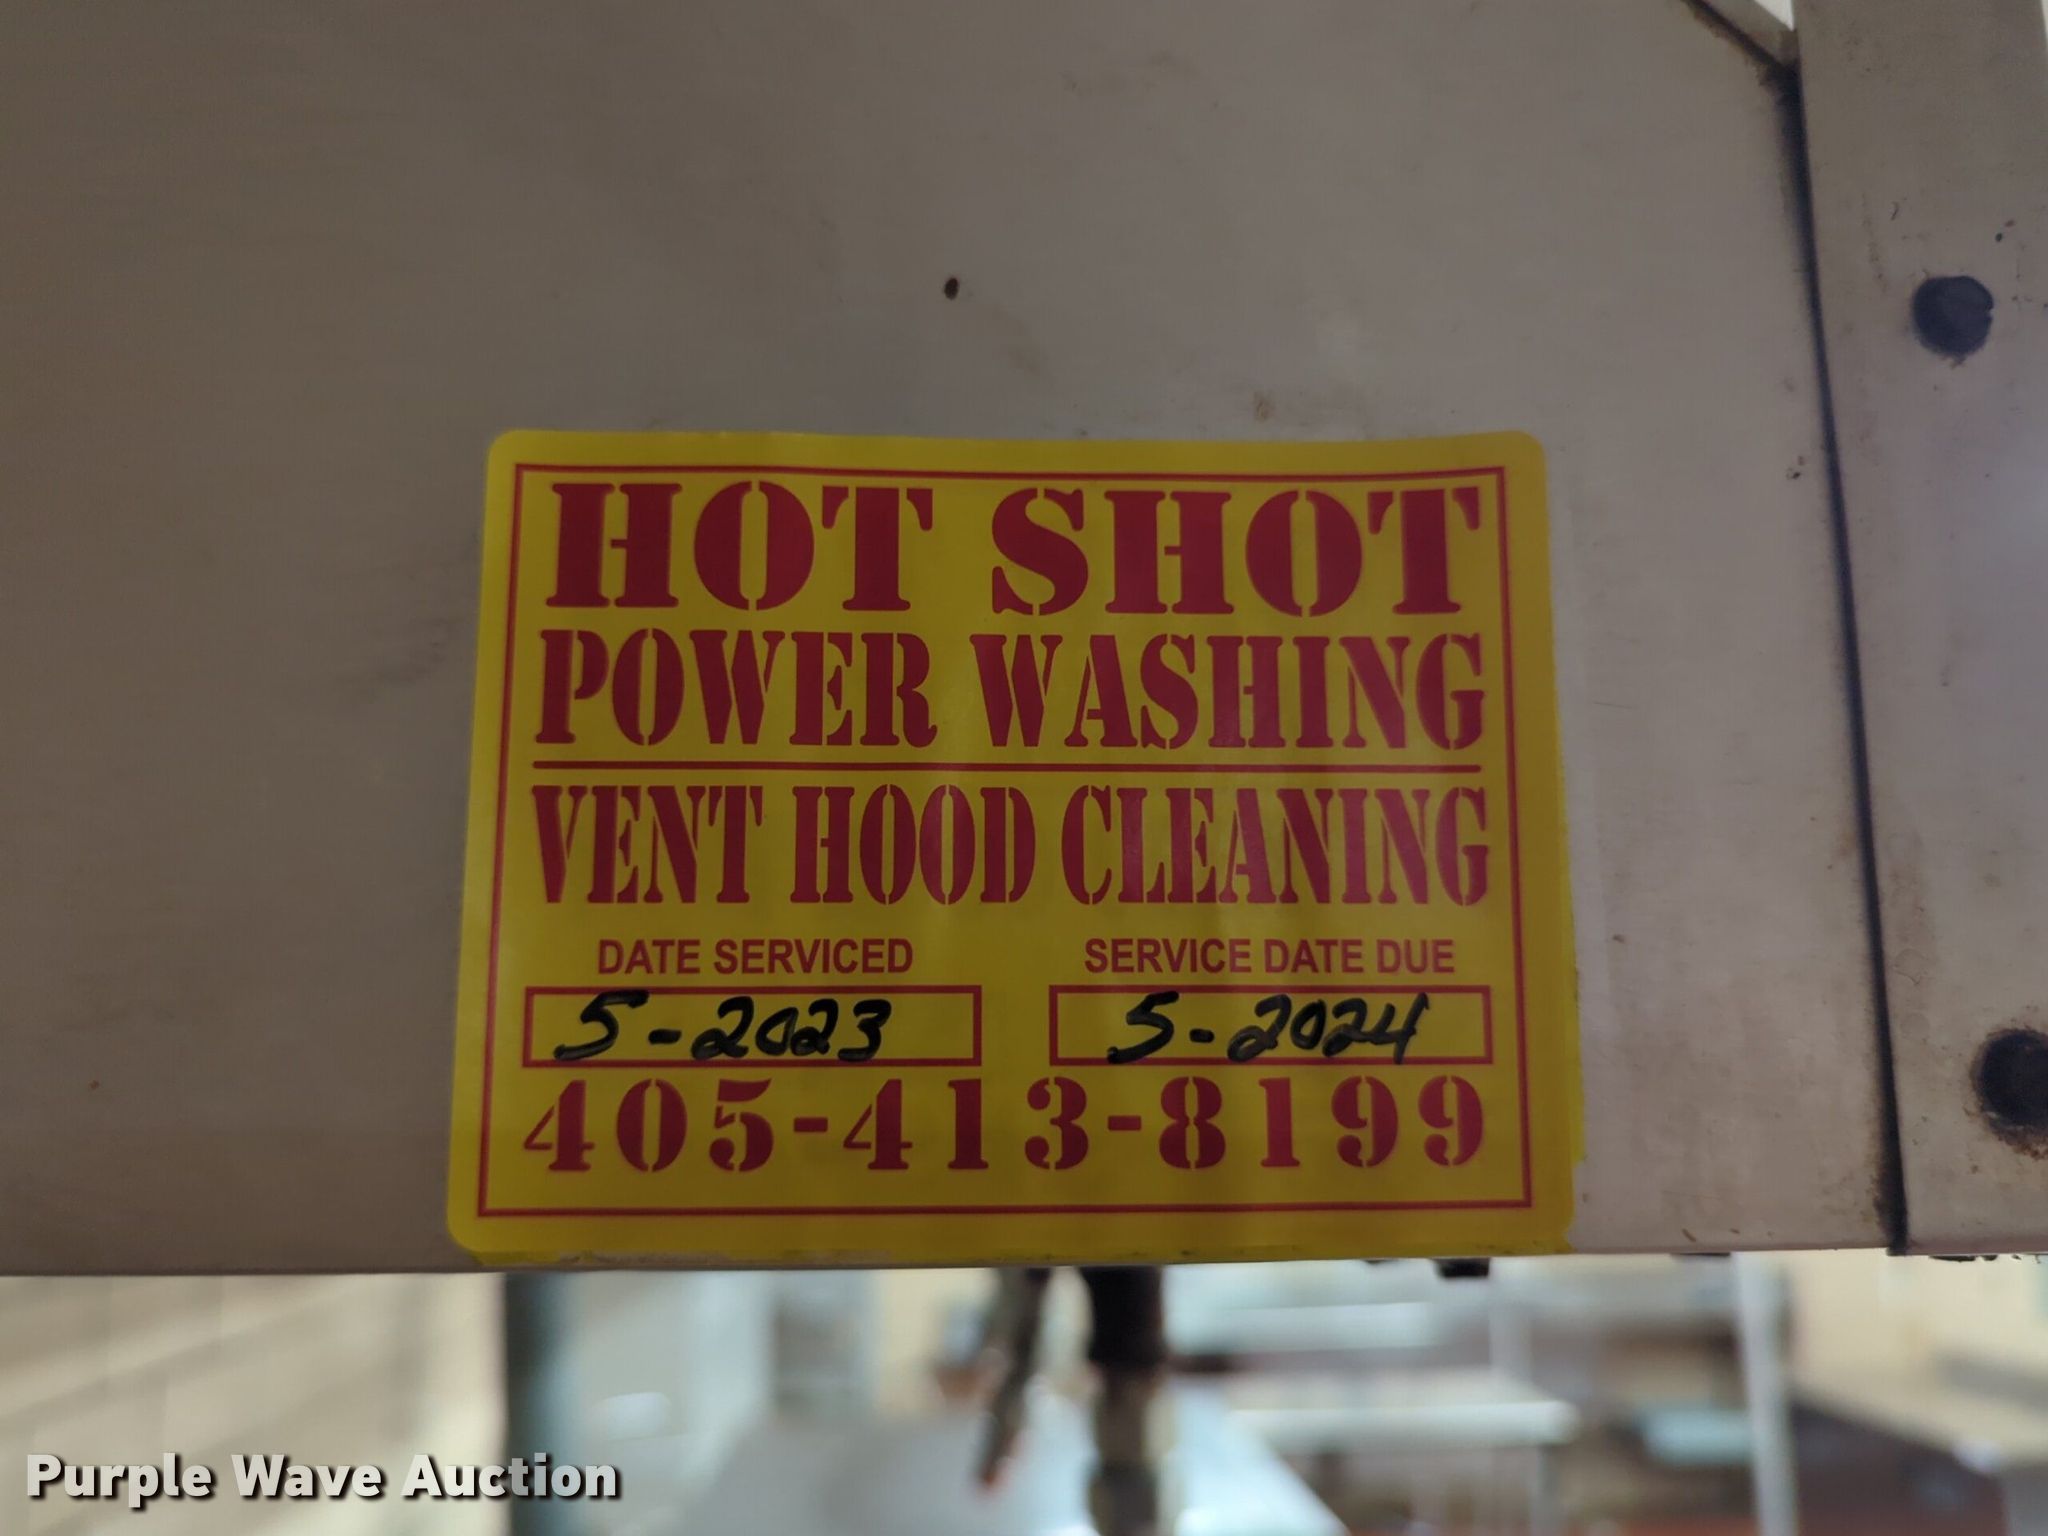 HOT SHOT
POWER WASHING
VENT HOOD CLEANING
DATE SERVICED SERVICE DATE DUE
5-2023 5-2024
405-413-8199
Purple Wave Auction